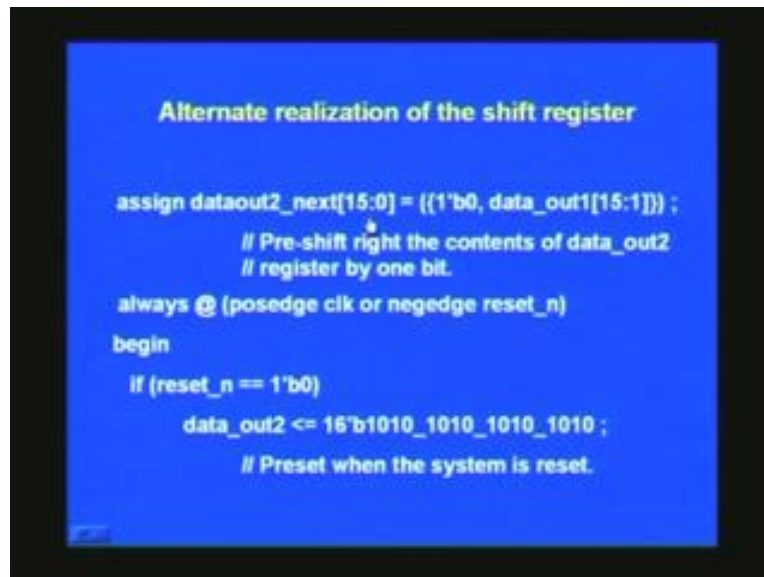 Alternate realization of the shift register
assign dataout2_next[15:0] = ({1'b0, data_out1[15:1]}) ;
// Pre-shift right the contents of data_out2
// register by one bit.
always @ (posedge clk or negedge reset_n)
begin
if (reset_n == 1'b0)
data_out2 <= 16'b1010_1010_1010_1010 ;
// Preset when the system is reset.